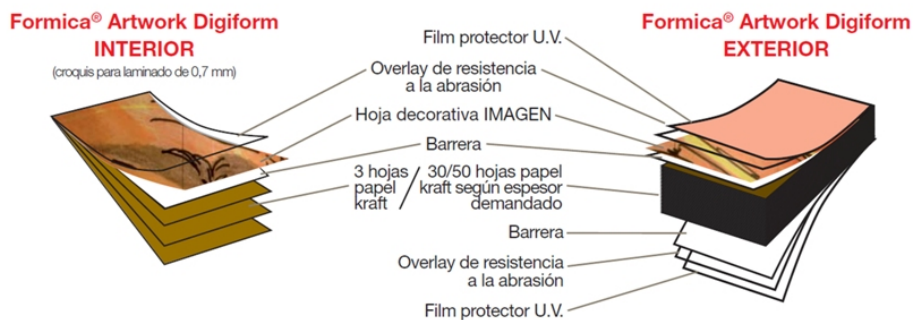 Formica® Artwork Digiform
INTERIOR
(croquis para laminado de 0,7 mm)
Formica® Artwork Digiform
EXTERIOR
Film protector U.V.
Overlay de resistencia
a la abrasión
Hoja decorativa IMAGEN
Barrera
3 hojas
papel
kraft
/
30/50 hojas papel
kraft según espesor
demandado
Barrera
Overlay de resistencia
a la abrasión
Film protector U.V.